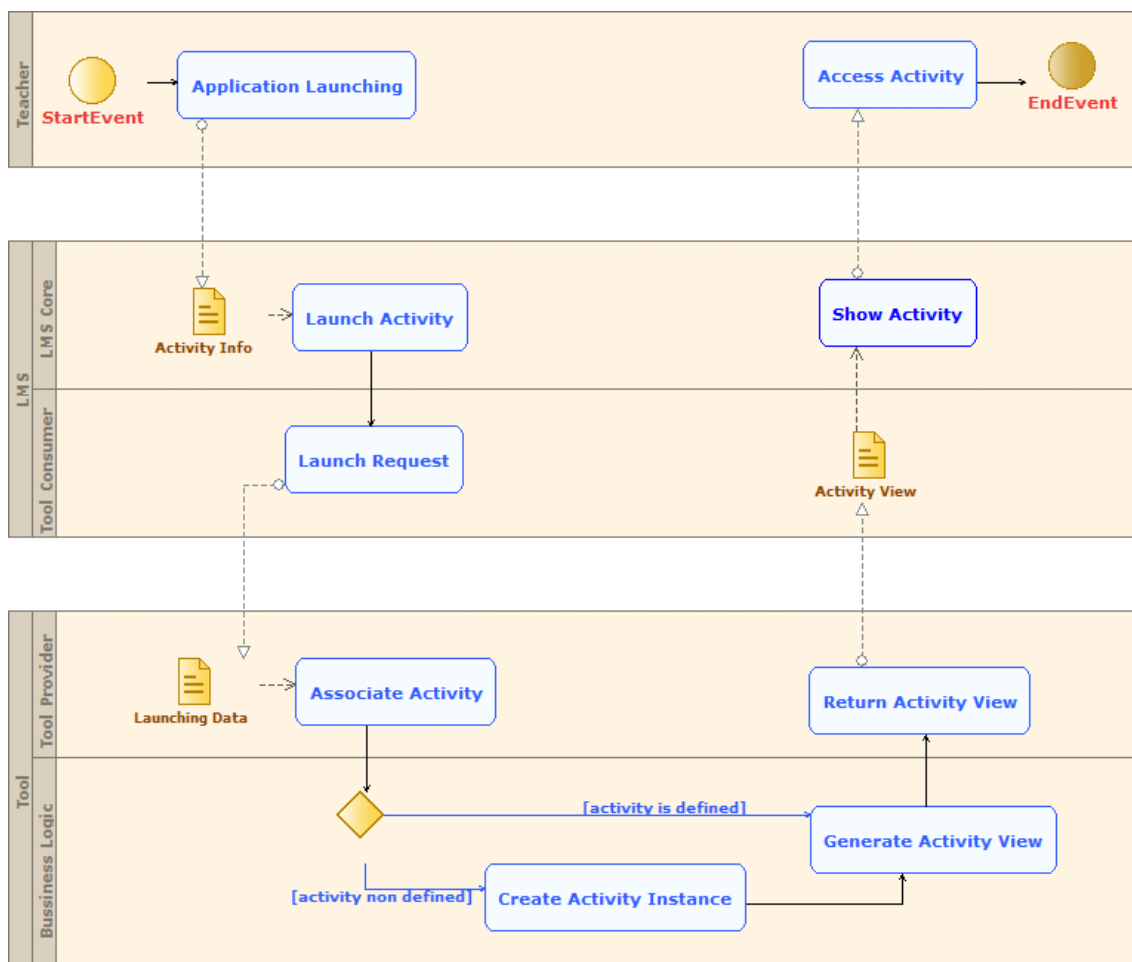 Teacher
StartEvent
Application Launching
Access Activity
EndEvent
LMS
LMS Core
Activity Info
Launch Activity
Show Activity
Tool Consumer
Launch Request
Activity View
Tool
Tool Provider
Launching Data
Associate Activity
Return Activity View
Bussiness Logic
[activity is defined]
Generate Activity View
[activity non defined]
Create Activity Instance